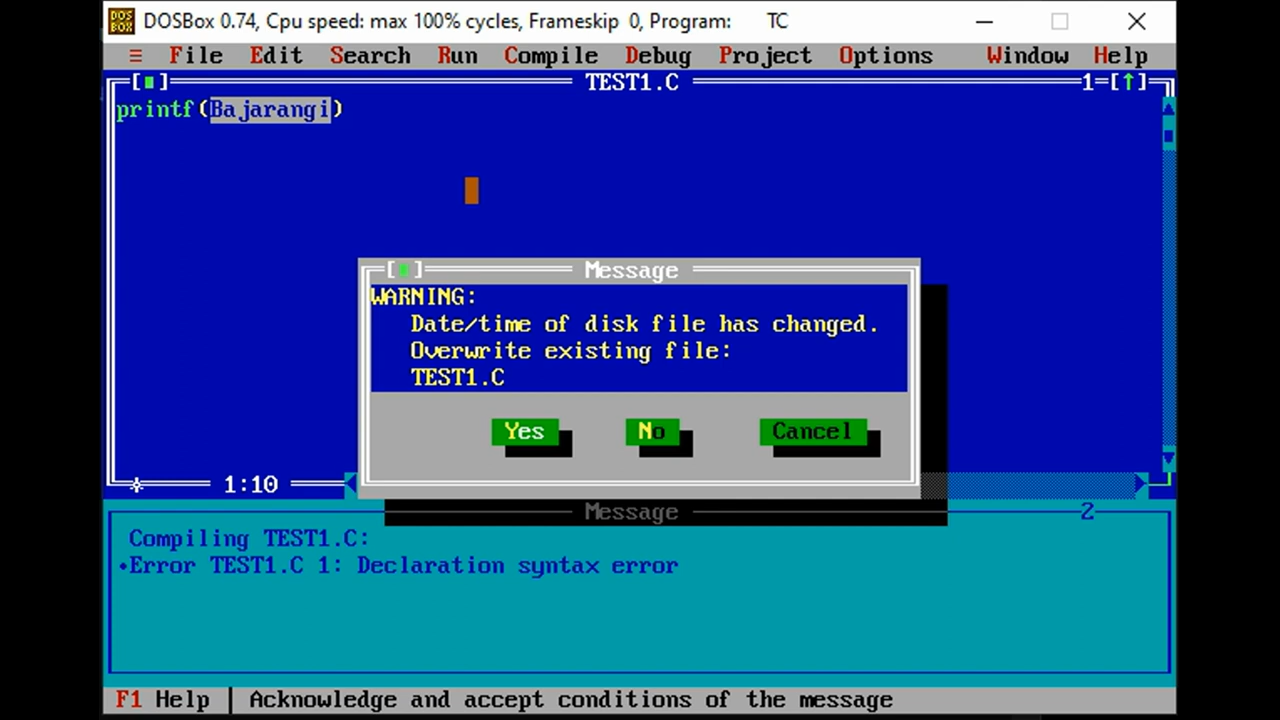 DOSBox 0.74, Cpu speed: max 100% cycles, Frameskip 0, Program: TC
≡ File Edit Search Run Compile Debug Project Options Window Help
[■] TEST1.C 1=[↑]
printf(Bajarangi)
[■] Message
WARNING:
Date/time of disk file has changed.
Overwrite existing file:
TEST1.C
Yes No Cancel
1:10
Message 2
Compiling TEST1.C:
•Error TEST1.C 1: Declaration syntax error
F1 Help │ Acknowledge and accept conditions of the message